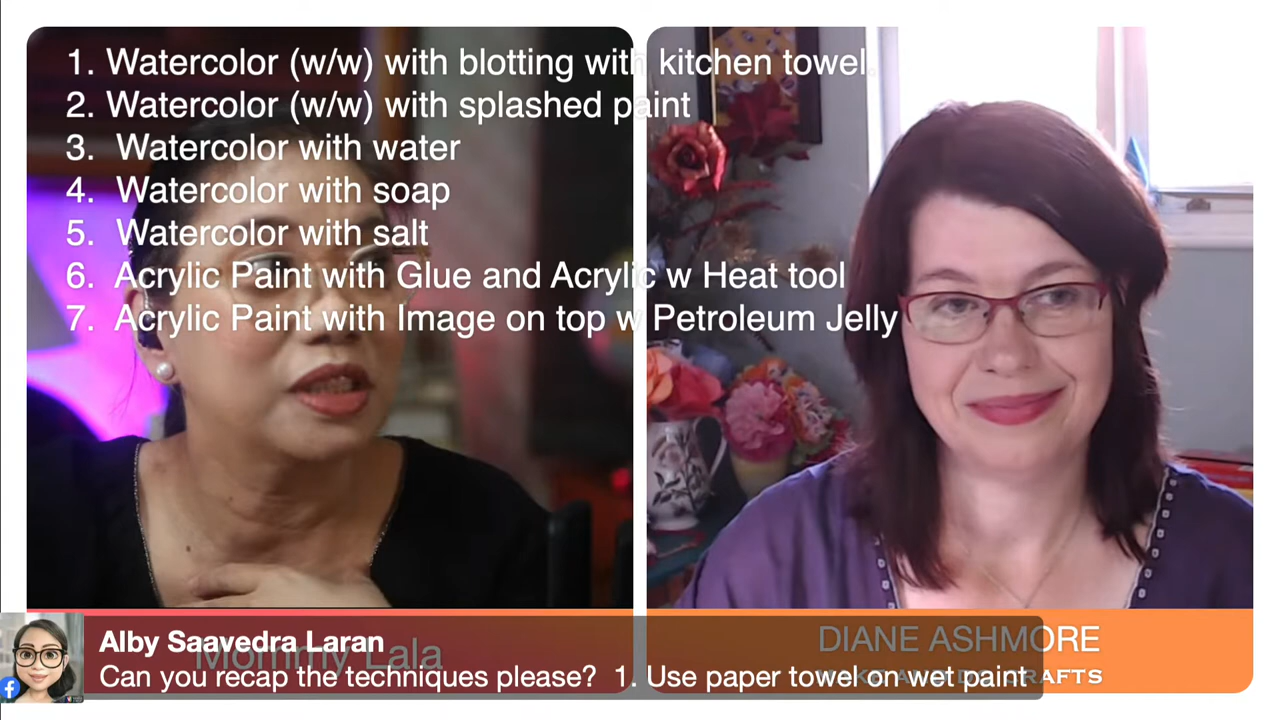 1. Watercolor (w/w) with blotting with kitchen towel.
2. Watercolor (w/w) with splashed paint
3. Watercolor with water
4. Watercolor with soap
5. Watercolor with salt
6. Acrylic Paint with Glue and Acrylic w Heat tool
7. Acrylic Paint with Image on top w Petroleum Jelly
DIANE ASHMORE
Alby Saavedra Laran
Mommy Lala
Can you recap the techniques please? 1. Use paper towel on wet paint
CRAFTS